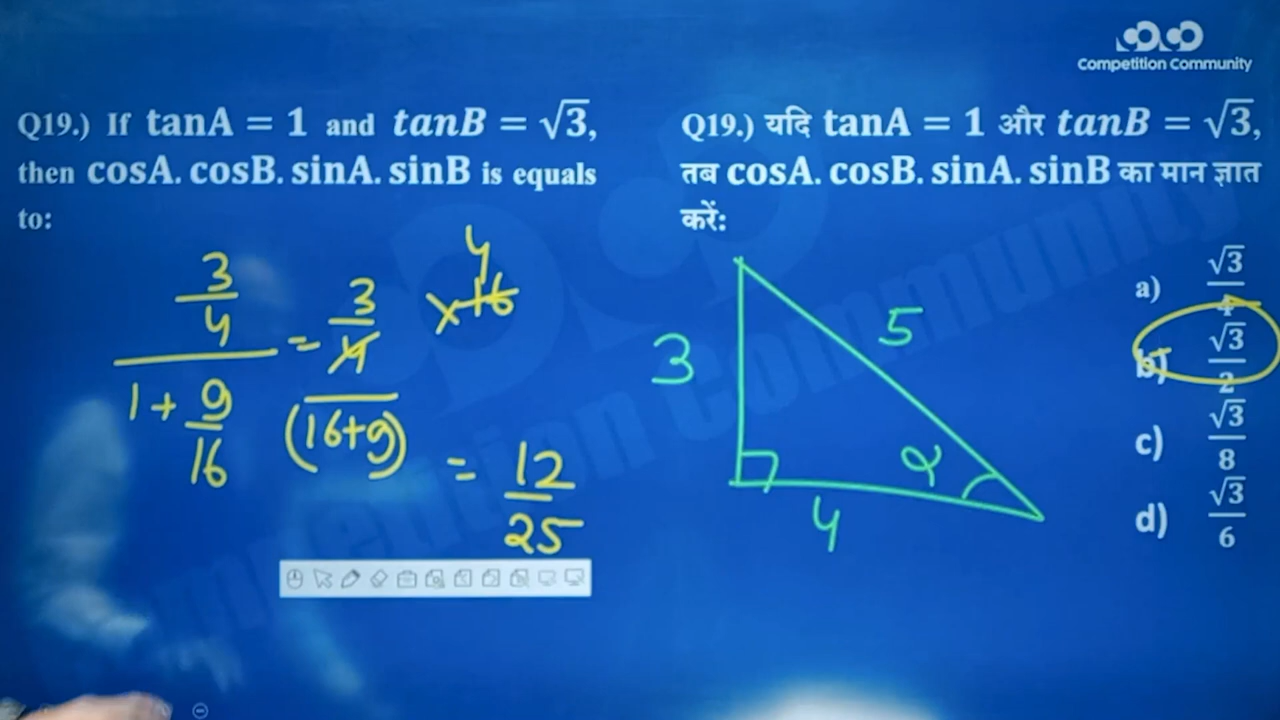 Competition Community
Q19.) If tanA = 1 and tanB = √3,
then cosA. cosB. sinA. sinB is equals
to:
Q19.) यदि tanA = 1 और tanB = √3,
तब cosA. cosB. sinA. sinB का मान ज्ञात
करें:
a) √3/4
b) √3/2
c) √3/8
d) √3/6
3/4
1 + 9/16
= 3/4
(16+9)
× 16
4
= 12/25
3
5
4
α